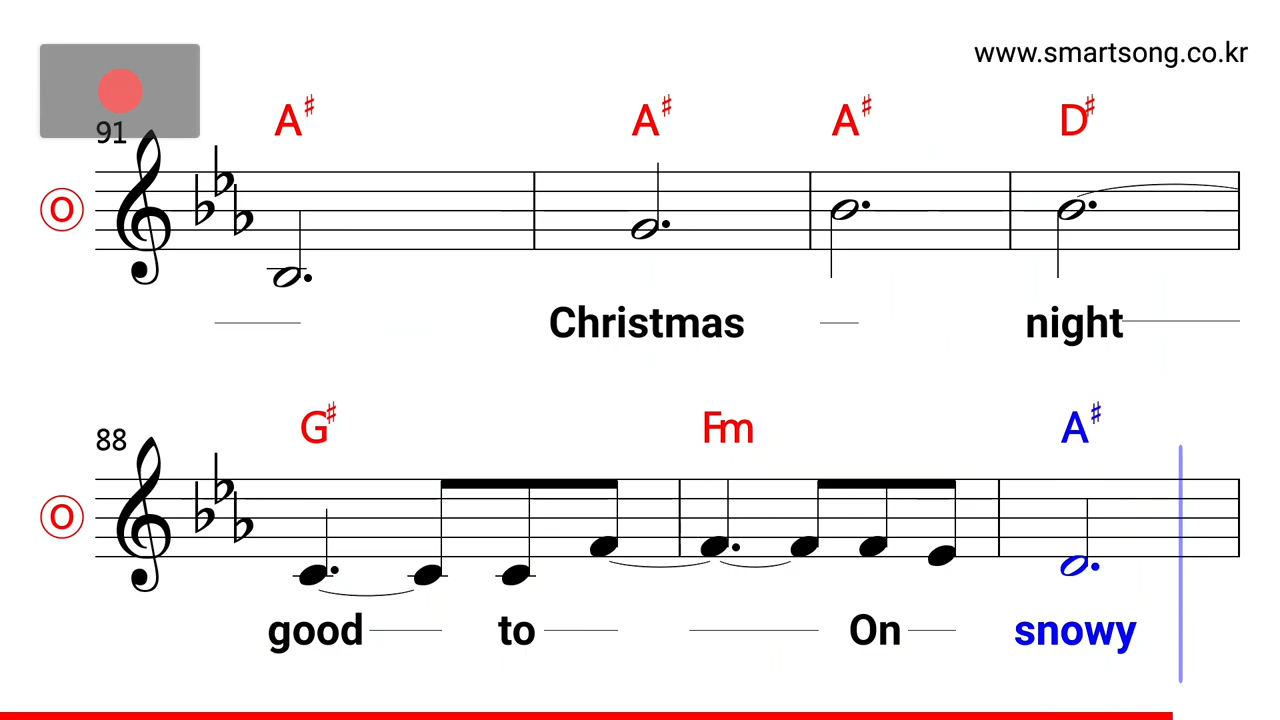 www.smartsong.co.kr
91 A♯ A♯ A♯ D♯
O
Christmas night
88 G♯ Fm A♯
O
good to On snowy